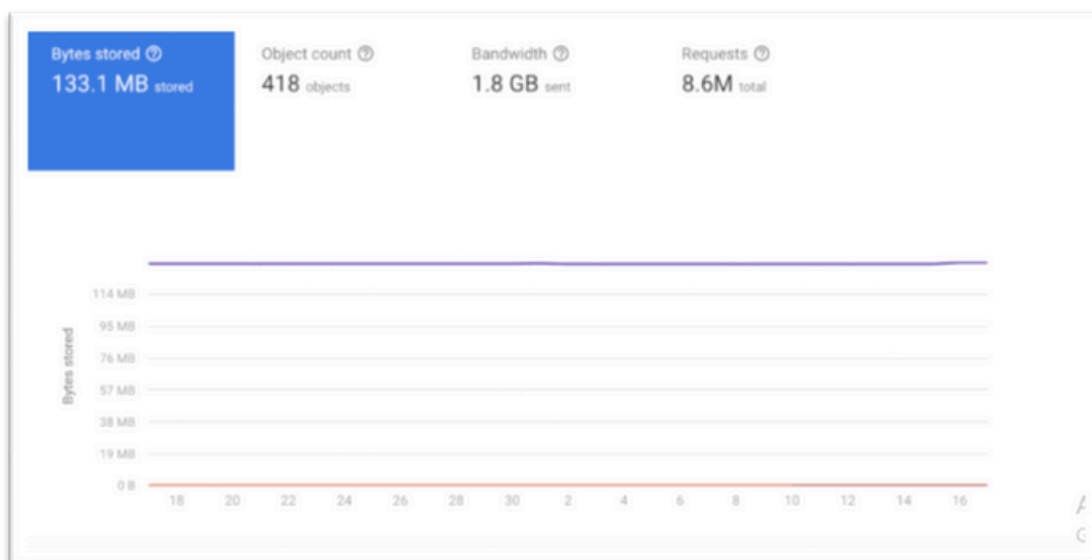 Bytes stored Object count Bandwidth Requests
133.1 MB stored 418 objects 1.8 GB sent 8.6M total
114 MB
95 MB
76 MB
57 MB
38 MB
19 MB
0 B
Bytes stored
18 20 22 24 26 28 30 2 4 6 8 10 12 14 16